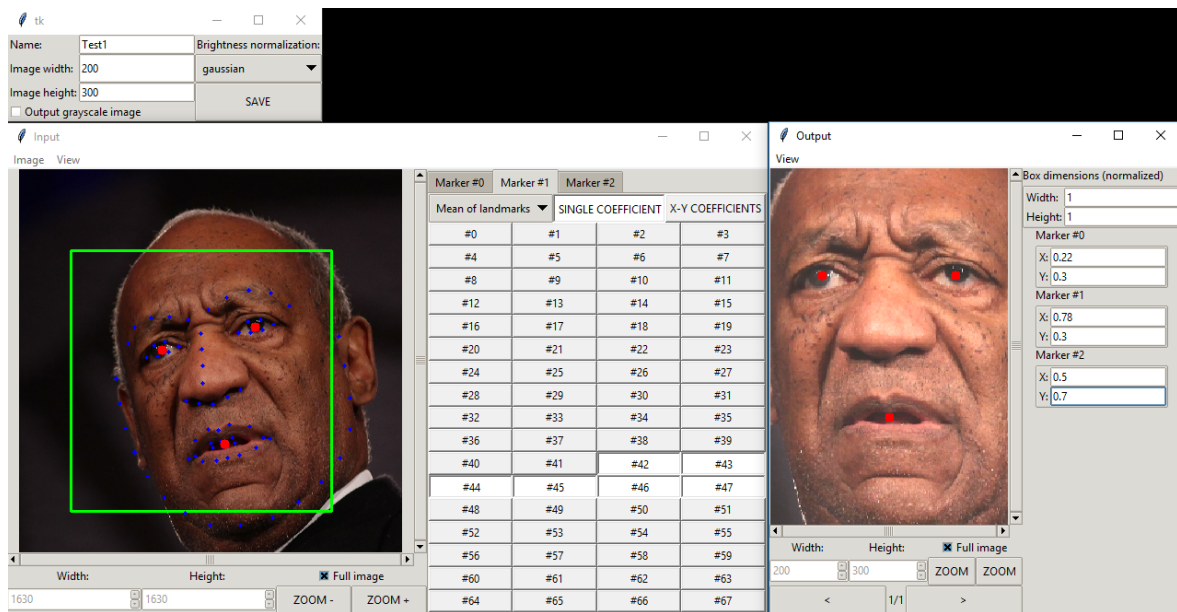 tk
Name: Test1 Brightness normalization:
Image width: 200 gaussian
Image height: 300 SAVE
Output grayscale image
Input
Image View
Marker #0 Marker #1 Marker #2
Mean of landmarks SINGLE COEFFICIENT X-Y COEFFICIENTS
#0 #1 #2 #3
#4 #5 #6 #7
#8 #9 #10 #11
#12 #13 #14 #15
#16 #17 #18 #19
#20 #21 #22 #23
#24 #25 #26 #27
#28 #29 #30 #31
#32 #33 #34 #35
#36 #37 #38 #39
#40 #41 #42 #43
#44 #45 #46 #47
#48 #49 #50 #51
#52 #53 #54 #55
#56 #57 #58 #59
#60 #61 #62 #63
#64 #65 #66 #67
Width: Height: Full image
1630 1630 ZOOM - ZOOM +
Output
View
Box dimensions (normalized)
Width: 1
Height: 1
Marker #0
X: 0.22
Y: 0.3
Marker #1
X: 0.78
Y: 0.3
Marker #2
X: 0.5
Y: 0.7
Width: Height: Full image
200 300 ZOOM ZOOM
< 1/1 >